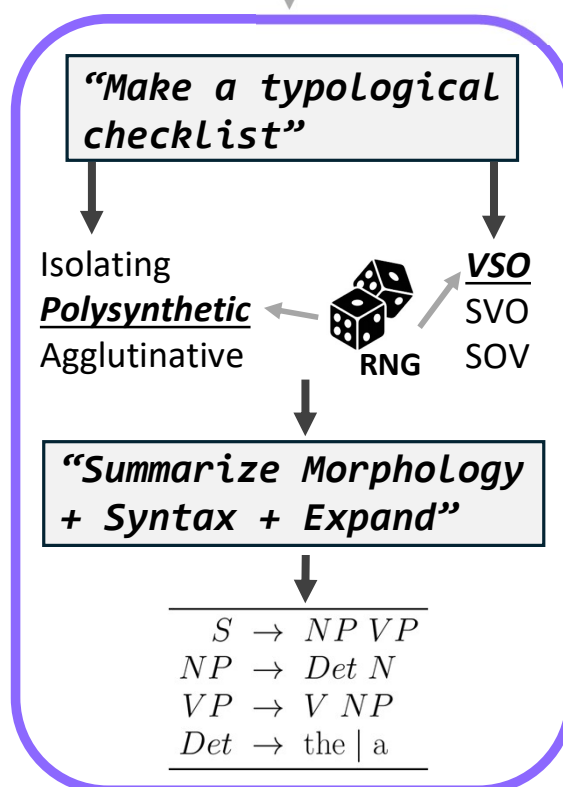 “Make a typological
checklist”
Isolating
Polysynthetic
Agglutinative
RNG
VSO
SVO
SOV
“Summarize Morphology
+ Syntax + Expand”
S → NP VP
NP → Det N
VP → V NP
Det → the | a